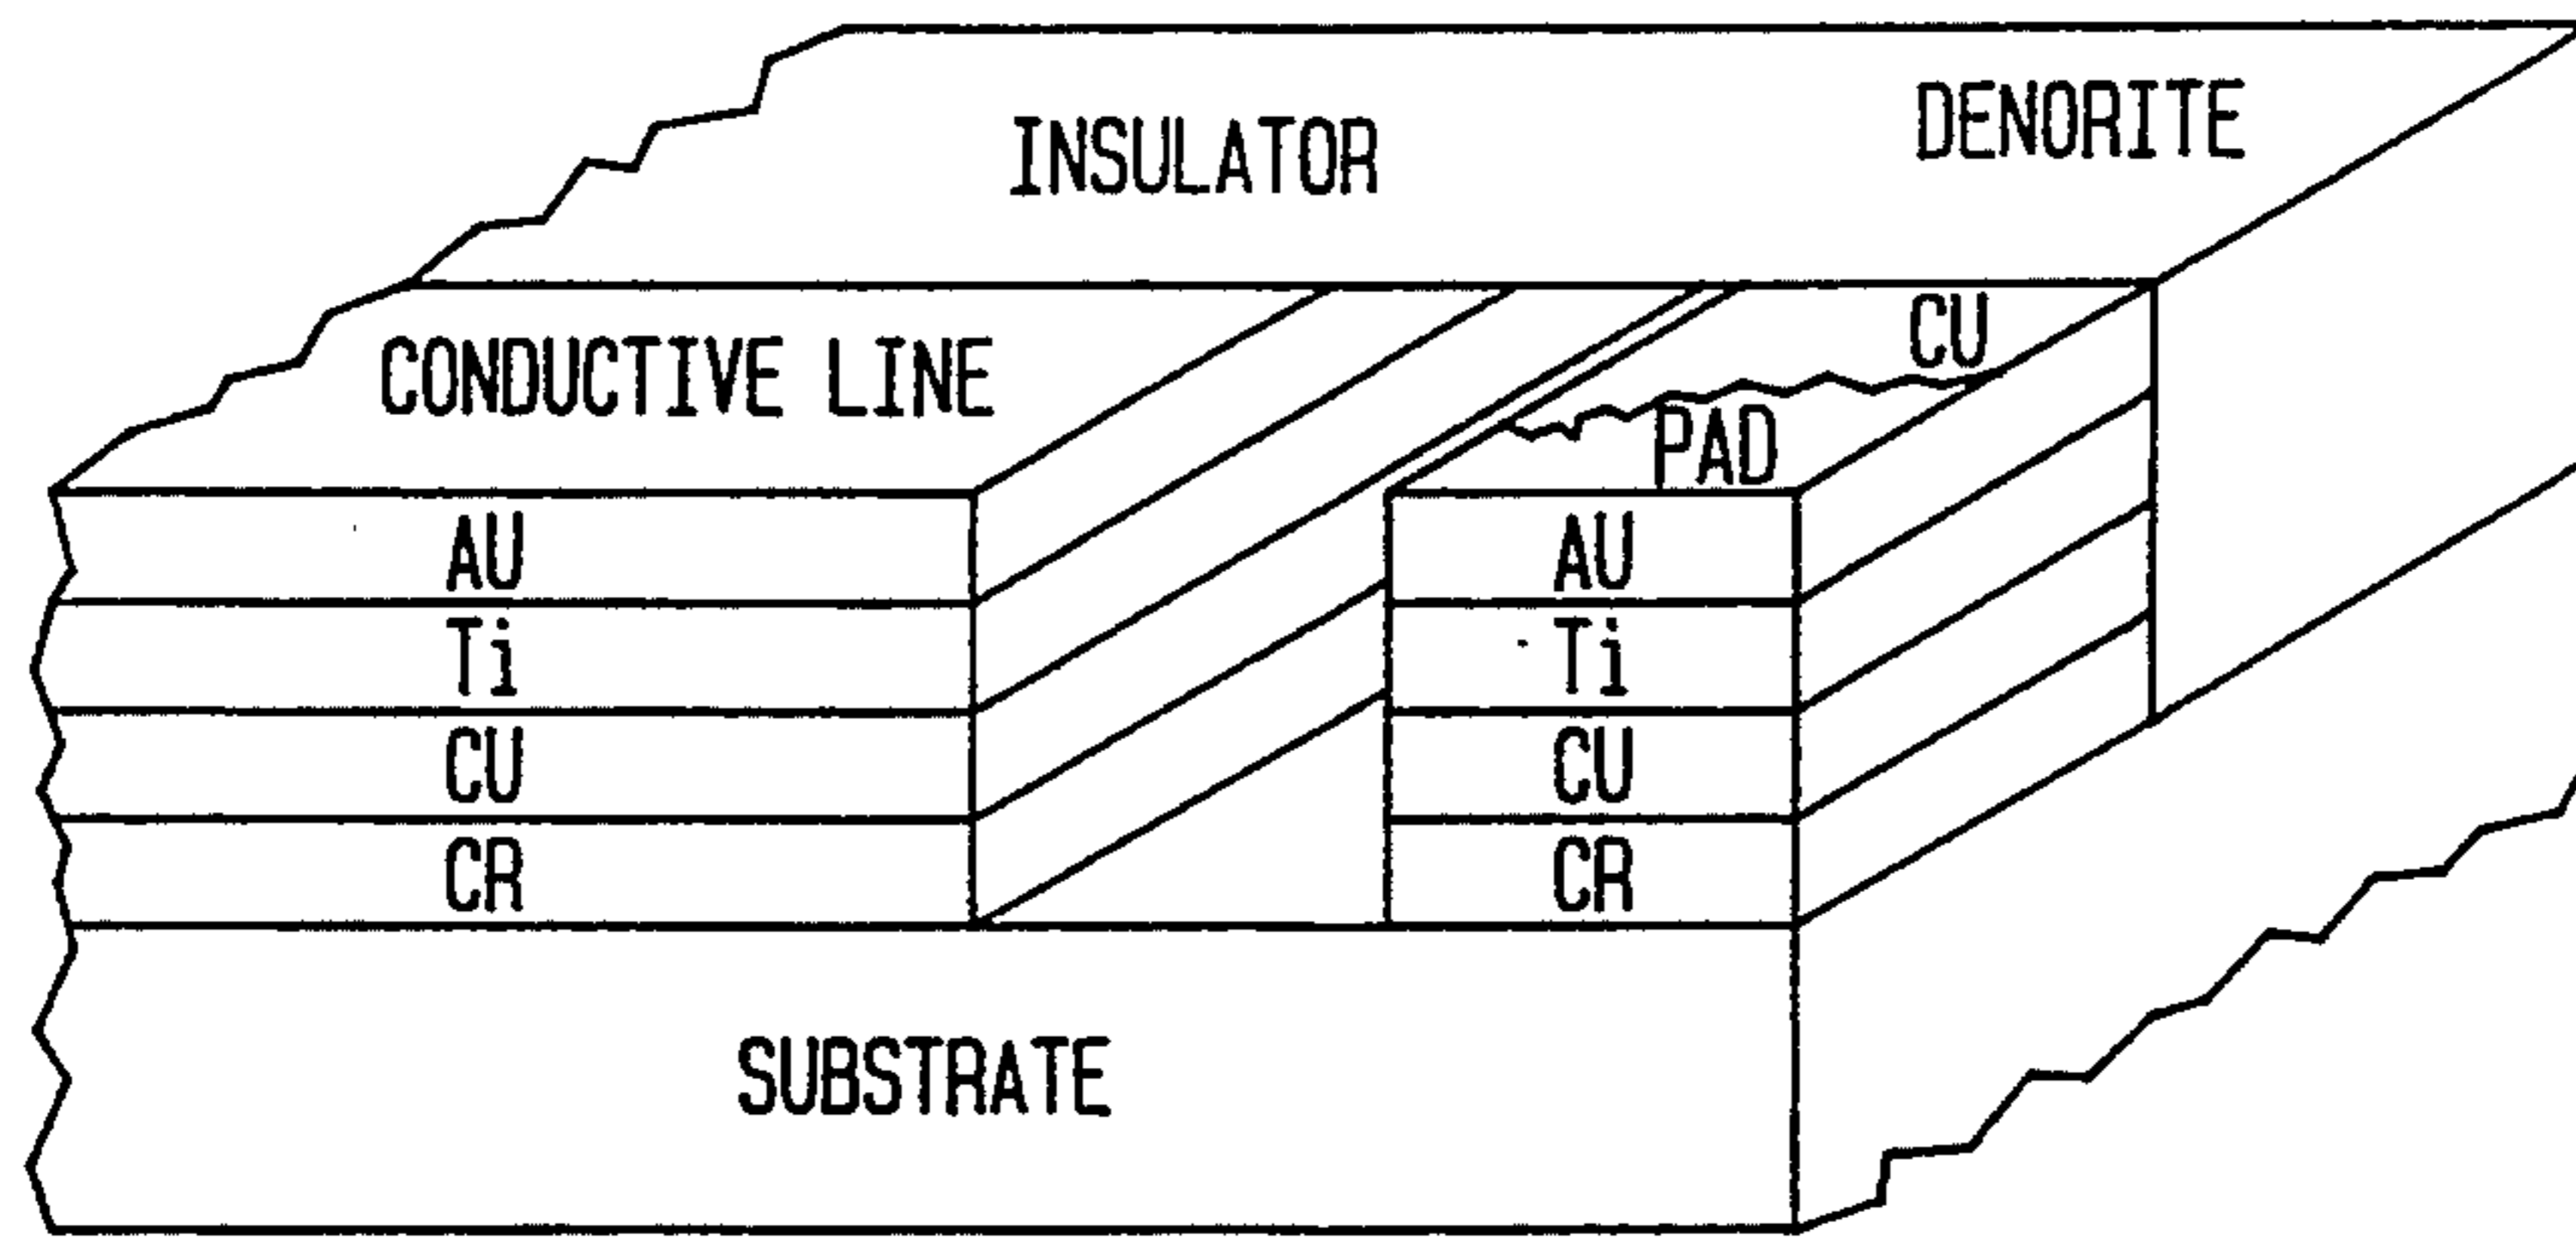 DENORITE
INSULATOR
CU
CONDUCTIVE LINE
PAD
AU
AU
Ti
Ti
CU
CU
CR
CR
SUBSTRATE